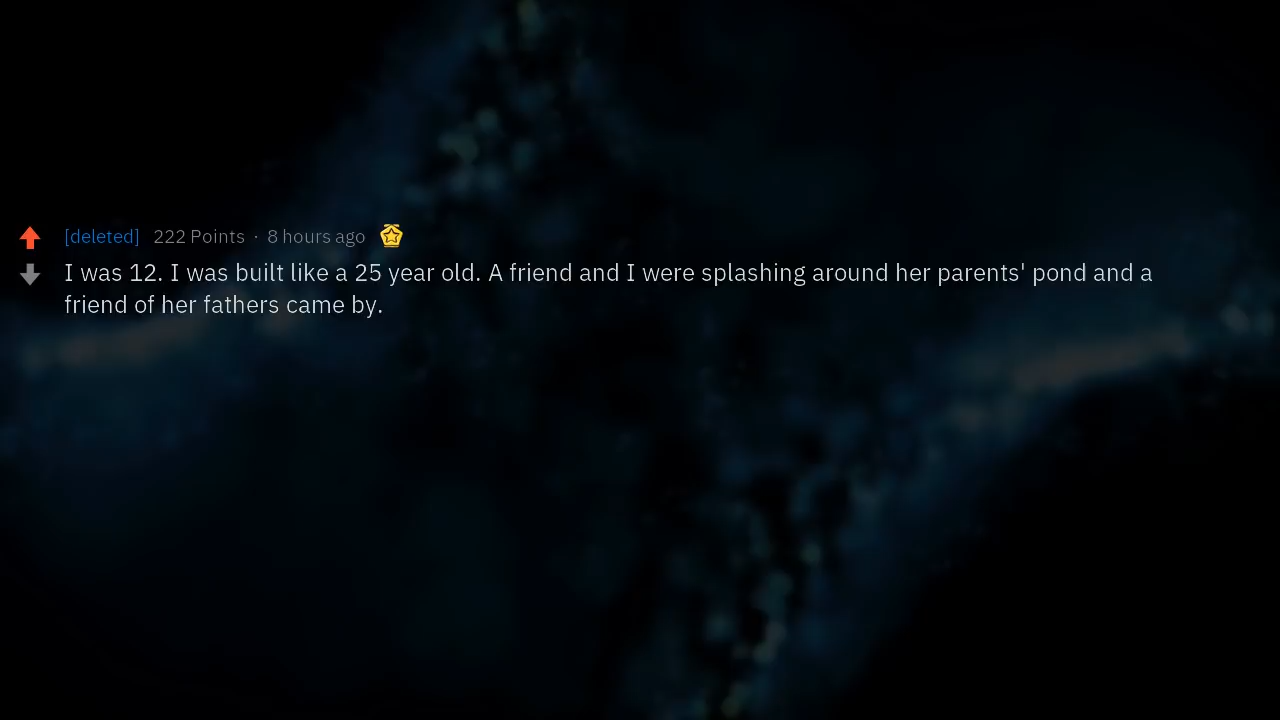 [deleted] 222 Points · 8 hours ago
I was 12. I was built like a 25 year old. A friend and I were splashing around her parents' pond and a
friend of her fathers came by.